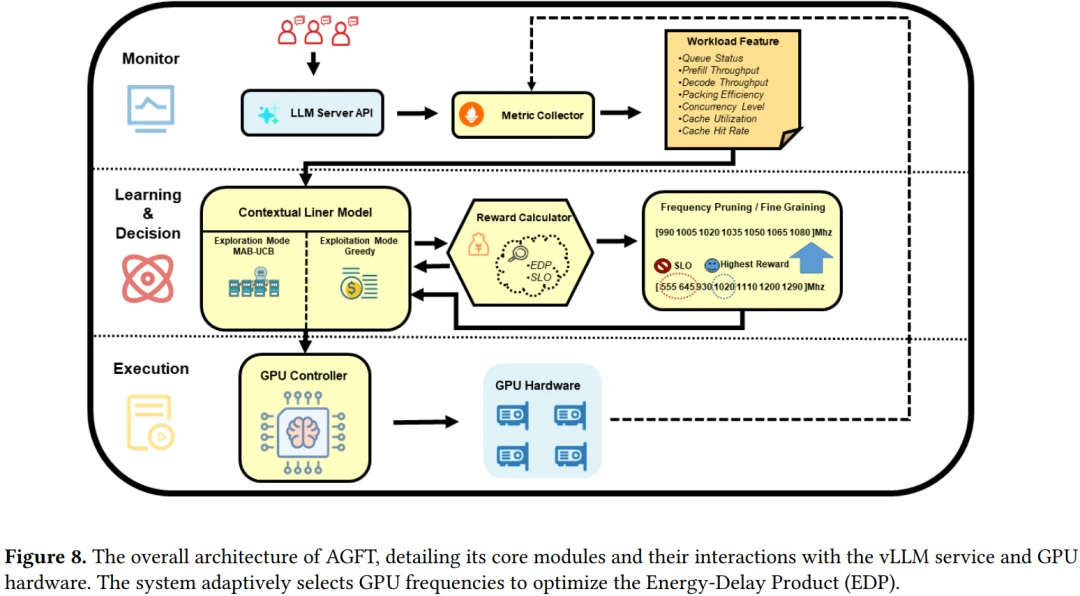 Monitor
LLM Server API
Metric Collector
Workload Feature
•Queue Status
•Prefill Throughput
•Decode Throughput
•Packing Efficiency
•Concurrency Level
•Cache Utilization
•Cache Hit Rate
Learning
&
Decision
Contextual Liner Model
Exploration Mode
MAB-UCB
Exploitation Mode
Greedy
Reward Calculator
•EDP
•SLO
Frequency Pruning / Fine Graining
[990 1005 1020 1035 1050 1065 1080 ]Mhz
SLO
Highest Reward
[ 555 645 930 1020 1110 1200 1290 ]Mhz
Execution
GPU Controller
GPU Hardware
Figure 8. The overall architecture of AGFT, detailing its core modules and their interactions with the vLLM service and GPU
hardware. The system adaptively selects GPU frequencies to optimize the Energy-Delay Product (EDP).